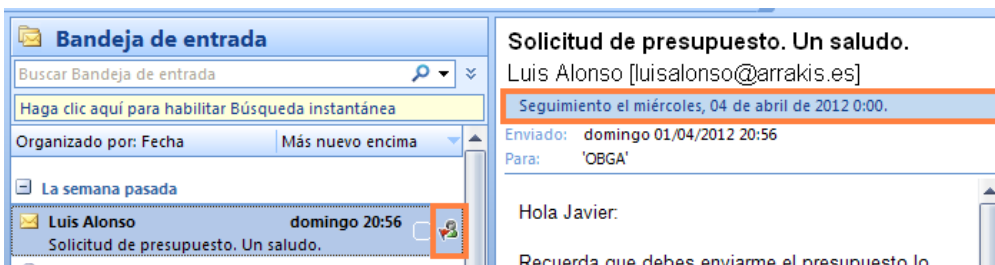 Bandeja de entrada
Buscar Bandeja de entrada
Haga clic aquí para habilitar Búsqueda instantánea
Organizado por: Fecha Más nuevo encima
La semana pasada
Luis Alonso domingo 20:56
Solicitud de presupuesto. Un saludo.
Solicitud de presupuesto. Un saludo.
Luis Alonso [luisalonso@arrakis.es]
Seguimiento el miércoles, 04 de abril de 2012 0:00.
Enviado: domingo 01/04/2012 20:56
Para: 'OBGA'
Hola Javier:
Recuerda que debes enviarme el presupuesto lo